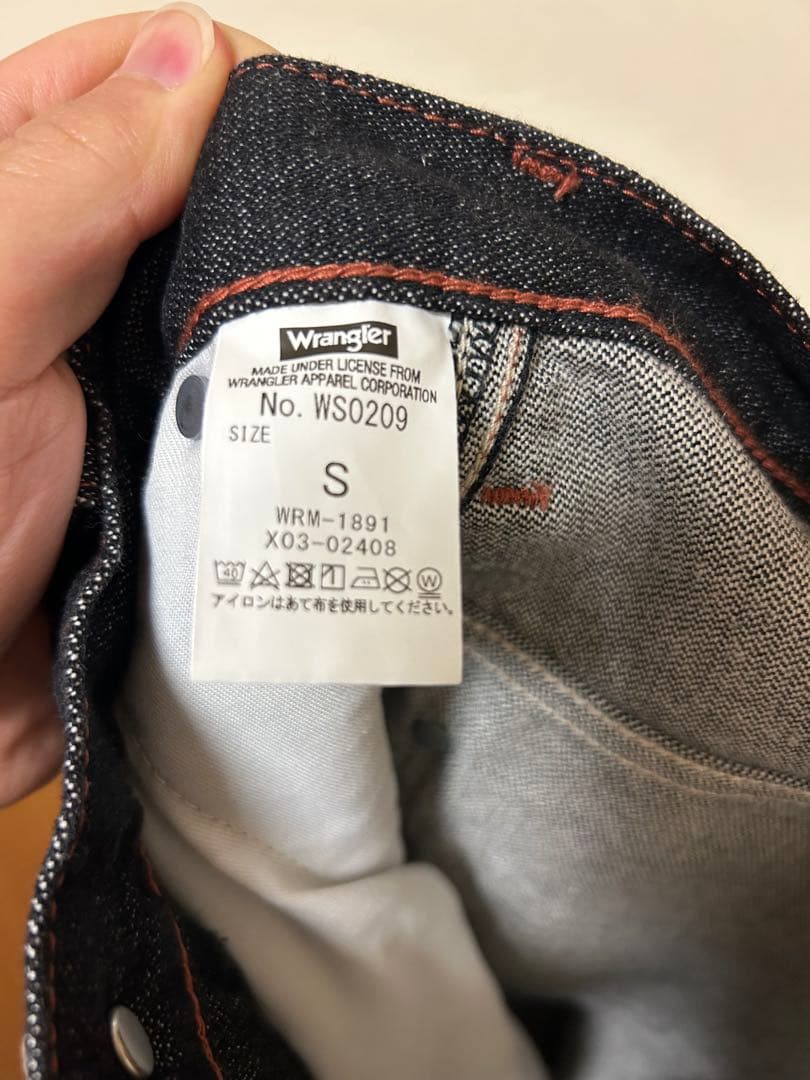 Wrangler
MADE UNDER LICENSE FROM
WRANGLER APPAREL CORPORATION
No. WS0209
SIZE
S
WRM-1891
X03-02408
40 W
アイロンはあて布を使用してください。